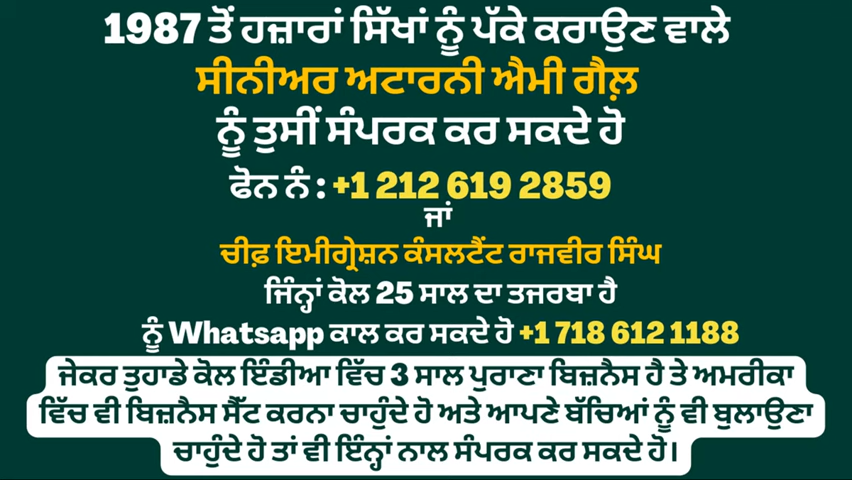 1987 ਤੋਂ ਹਜ਼ਾਰਾਂ ਸਿੱਖਾਂ ਨੂੰ ਪੱਕੇ ਕਰਾਉਣ ਵਾਲੇ
ਸੀਨੀਅਰ ਅਟਾਰਨੀ ਐਮੀ ਗੈਲ਼
ਨੂੰ ਤੁਸੀਂ ਸੰਪਰਕ ਕਰ ਸਕਦੇ ਹੋ
ਫੋਨ ਨੰ : +1 212 619 2859
ਜਾਂ
ਚੀਫ਼ ਇਮੀਗ੍ਰੇਸ਼ਨ ਕੰਸਲਟੈਂਟ ਰਾਜਵੀਰ ਸਿੰਘ
ਜਿੰਨ੍ਹਾਂ ਕੋਲ 25 ਸਾਲ ਦਾ ਤਜਰਬਾ ਹੈ
ਨੂੰ Whatsapp ਕਾਲ ਕਰ ਸਕਦੇ ਹੋ +1 718 612 1188
ਜੇਕਰ ਤੁਹਾਡੇ ਕੋਲ ਇੰਡੀਆ ਵਿੱਚ 3 ਸਾਲ ਪੁਰਾਣਾ ਬਿਜ਼ਨੈਸ ਹੈ ਤੇ ਅਮਰੀਕਾ
ਵਿੱਚ ਵੀ ਬਿਜ਼ਨੈਸ ਸੈੱਟ ਕਰਨਾ ਚਾਹੁੰਦੇ ਹੋ ਅਤੇ ਆਪਣੇ ਬੱਚਿਆਂ ਨੂੰ ਵੀ ਬੁਲਾਉਣਾ
ਚਾਹੁੰਦੇ ਹੋ ਤਾਂ ਵੀ ਇੰਨ੍ਹਾਂ ਨਾਲ ਸੰਪਰਕ ਕਰ ਸਕਦੇ ਹੋ।